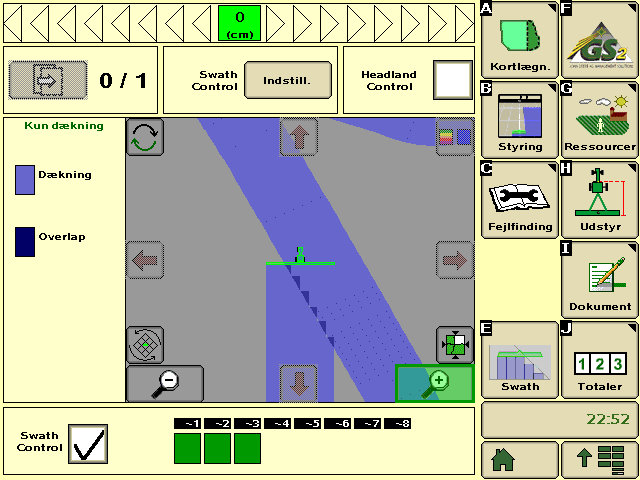 0
(cm)
0 / 1
Swath
Control
Indstill.
Headland
Control
Kun dækning
Dækning
Overlap
Swath
Control
~1 ~2 ~3 ~4 ~5 ~6 ~7 ~8
A
Kortlægn.
F
GS2
B
Styring
G
Ressourcer
C
Fejlfinding
H
Udstyr
I
Dokument
E
Swath
J
1 2 3
Totaler
22:52